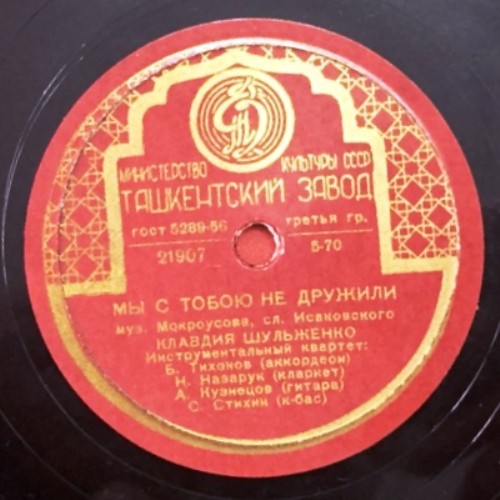 МИНИСТЕРСТВО КУЛЬТУРЫ СССР
ТАШКЕНТСКИЙ ЗАВОД
гост 5289-56 третья гр.
21907 5-70
МЫ С ТОБОЮ НЕ ДРУЖИЛИ
муз. Мокроусова, сл. Исаковского
КЛАВДИЯ ШУЛЬЖЕНКО
Инструментальный квартет:
Б. Тихонов (аккордеон)
Н. Назарук (кларнет)
А. Кузнецов (гитара)
С. Стихин (к-бас)